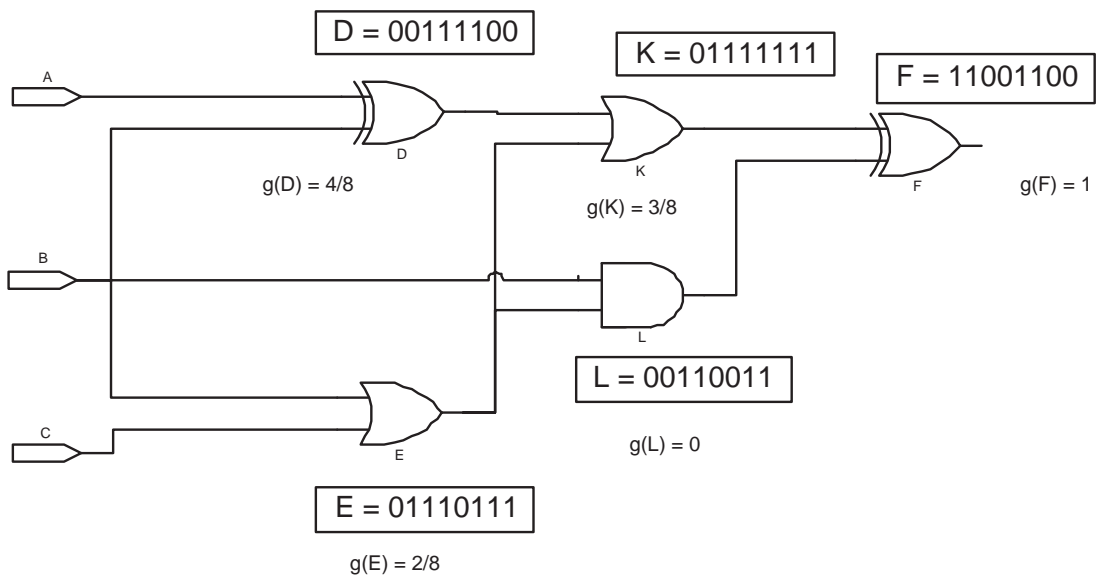 D = 00111100
K = 01111111
F = 11001100
A
D
K
F
g(D) = 4/8
g(K) = 3/8
g(F) = 1
B
L
L = 00110011
C
E
g(L) = 0
E = 01110111
g(E) = 2/8